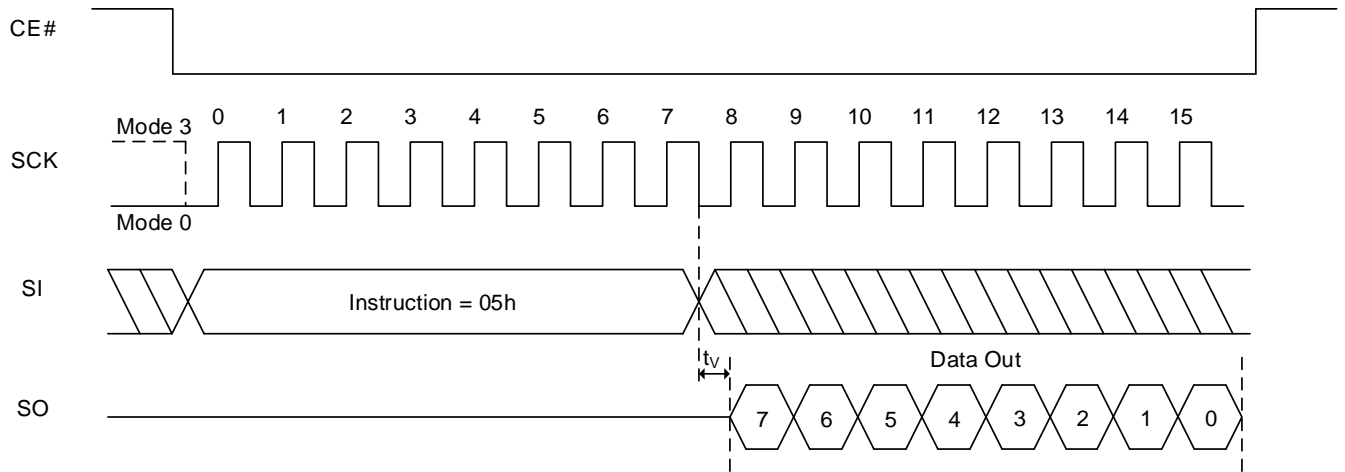 CE#
Mode 3
0 1 2 3 4 5 6 7 8 9 10 11 12 13 14 15
SCK
Mode 0
SI
Instruction = 05h
tV
Data Out
SO
7 6 5 4 3 2 1 0